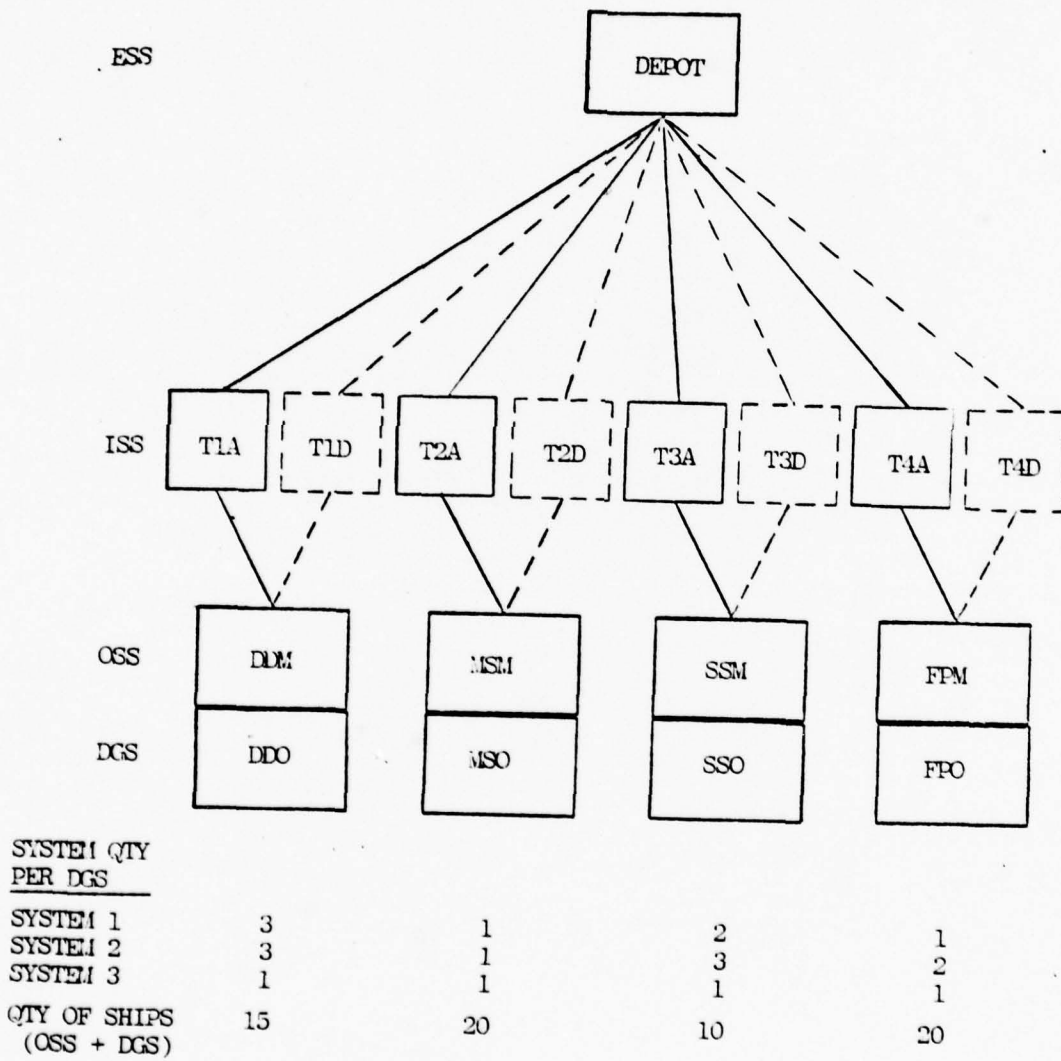 ESS DEPOT
ISS T1A T1D T2A T2D T3A T3D T4A T4D
OSS DDM MSM SSM FPM
DGS DDO MSO SSO FPO
SYSTEM QTY
PER DGS
SYSTEM 1 3 1 2 1
SYSTEM 2 3 1 3 2
SYSTEM 3 1 1 1 1
QTY OF SHIPS 15 20 10 20
(OSS + DGS)